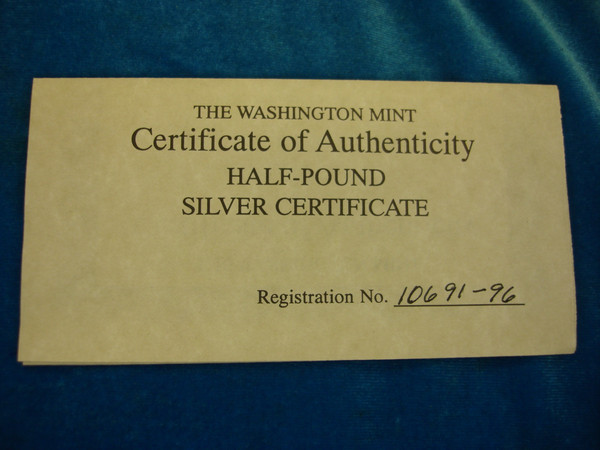 THE WASHINGTON MINT
Certificate of Authenticity
HALF-POUND
SILVER CERTIFICATE
Registration No. 10691-96